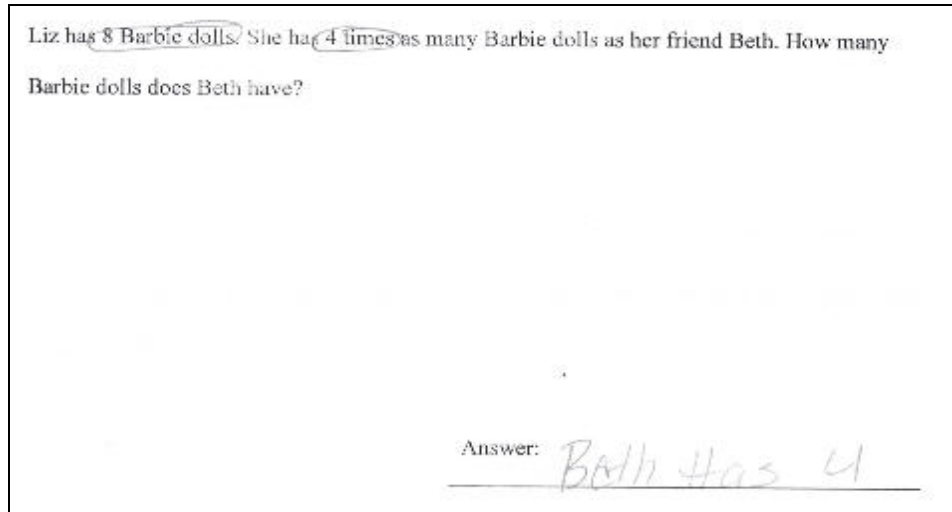 Liz has 8 Barbie dolls. She has 4 times as many Barbie dolls as her friend Beth. How many
Barbie dolls does Beth have?
Answer: Beth Has 4